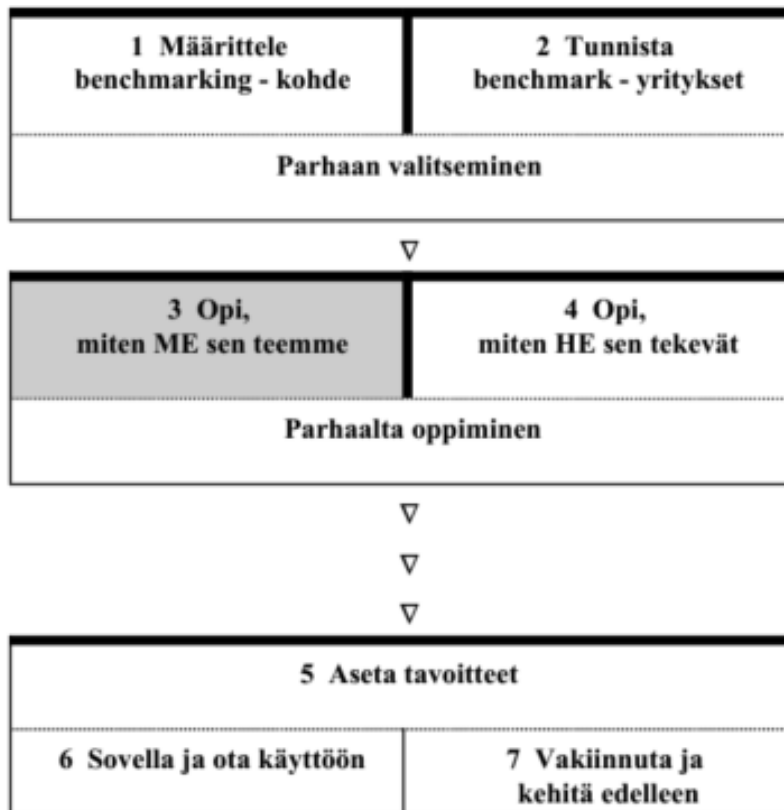 1 Määrittele
benchmarking - kohde
2 Tunnista
benchmark - yritykset
Parhaan valitseminen
3 Opi,
miten ME sen teemme
4 Opi,
miten HE sen tekevät
Parhaalta oppiminen
5 Aseta tavoitteet
6 Sovella ja ota käyttöön
7 Vakiinnuta ja
kehitä edelleen